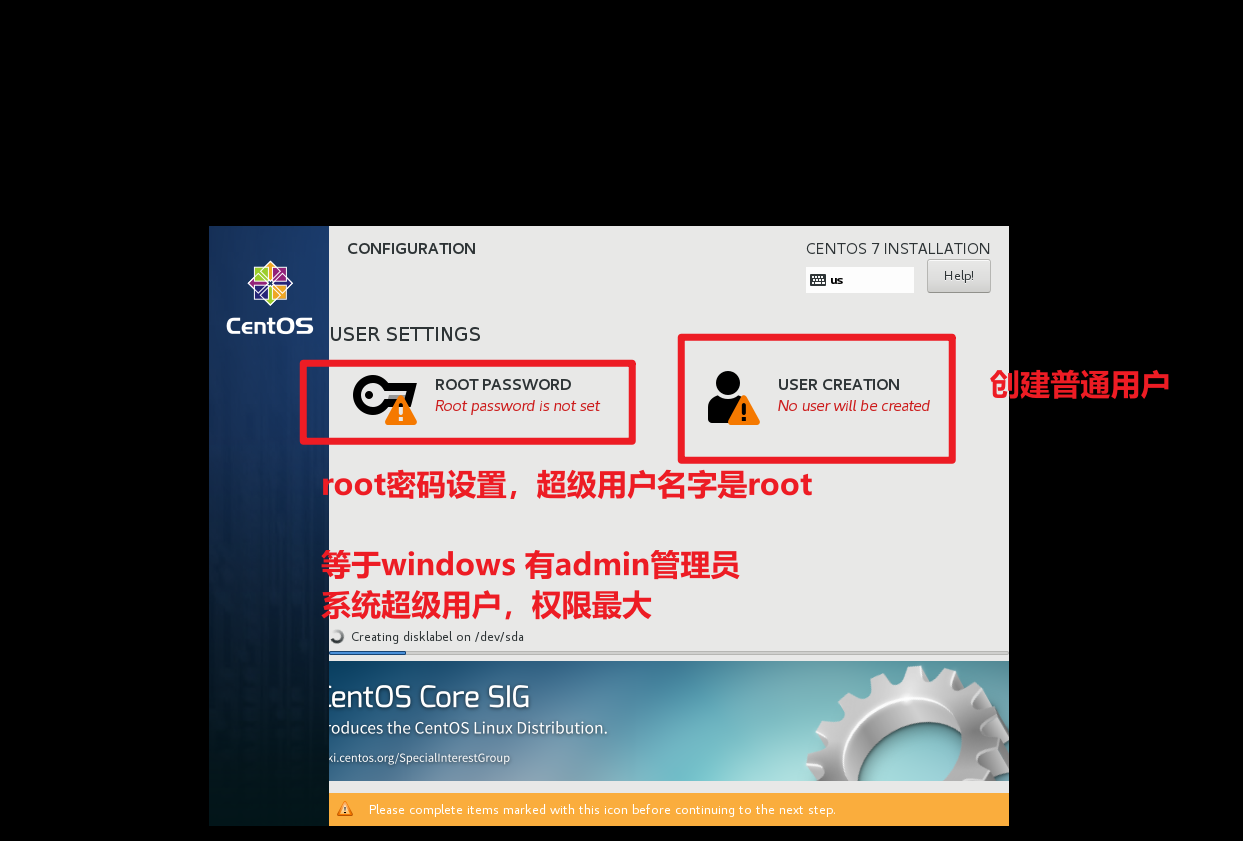 CONFIGURATION
CENTOS 7 INSTALLATION
us
Help!
CentOS
USER SETTINGS
ROOT PASSWORD
Root password is not set
USER CREATION
No user will be created
创建普通用户
root密码设置，超级用户名字是root
等于windows 有admin管理员
系统超级用户，权限最大
Creating disklabel on /dev/sda
CentOS Core SIG
roduces the CentOS Linux Distribution.
ki.centos.org/SpecialInterestGroup
Please complete items marked with this icon before continuing to the next step.